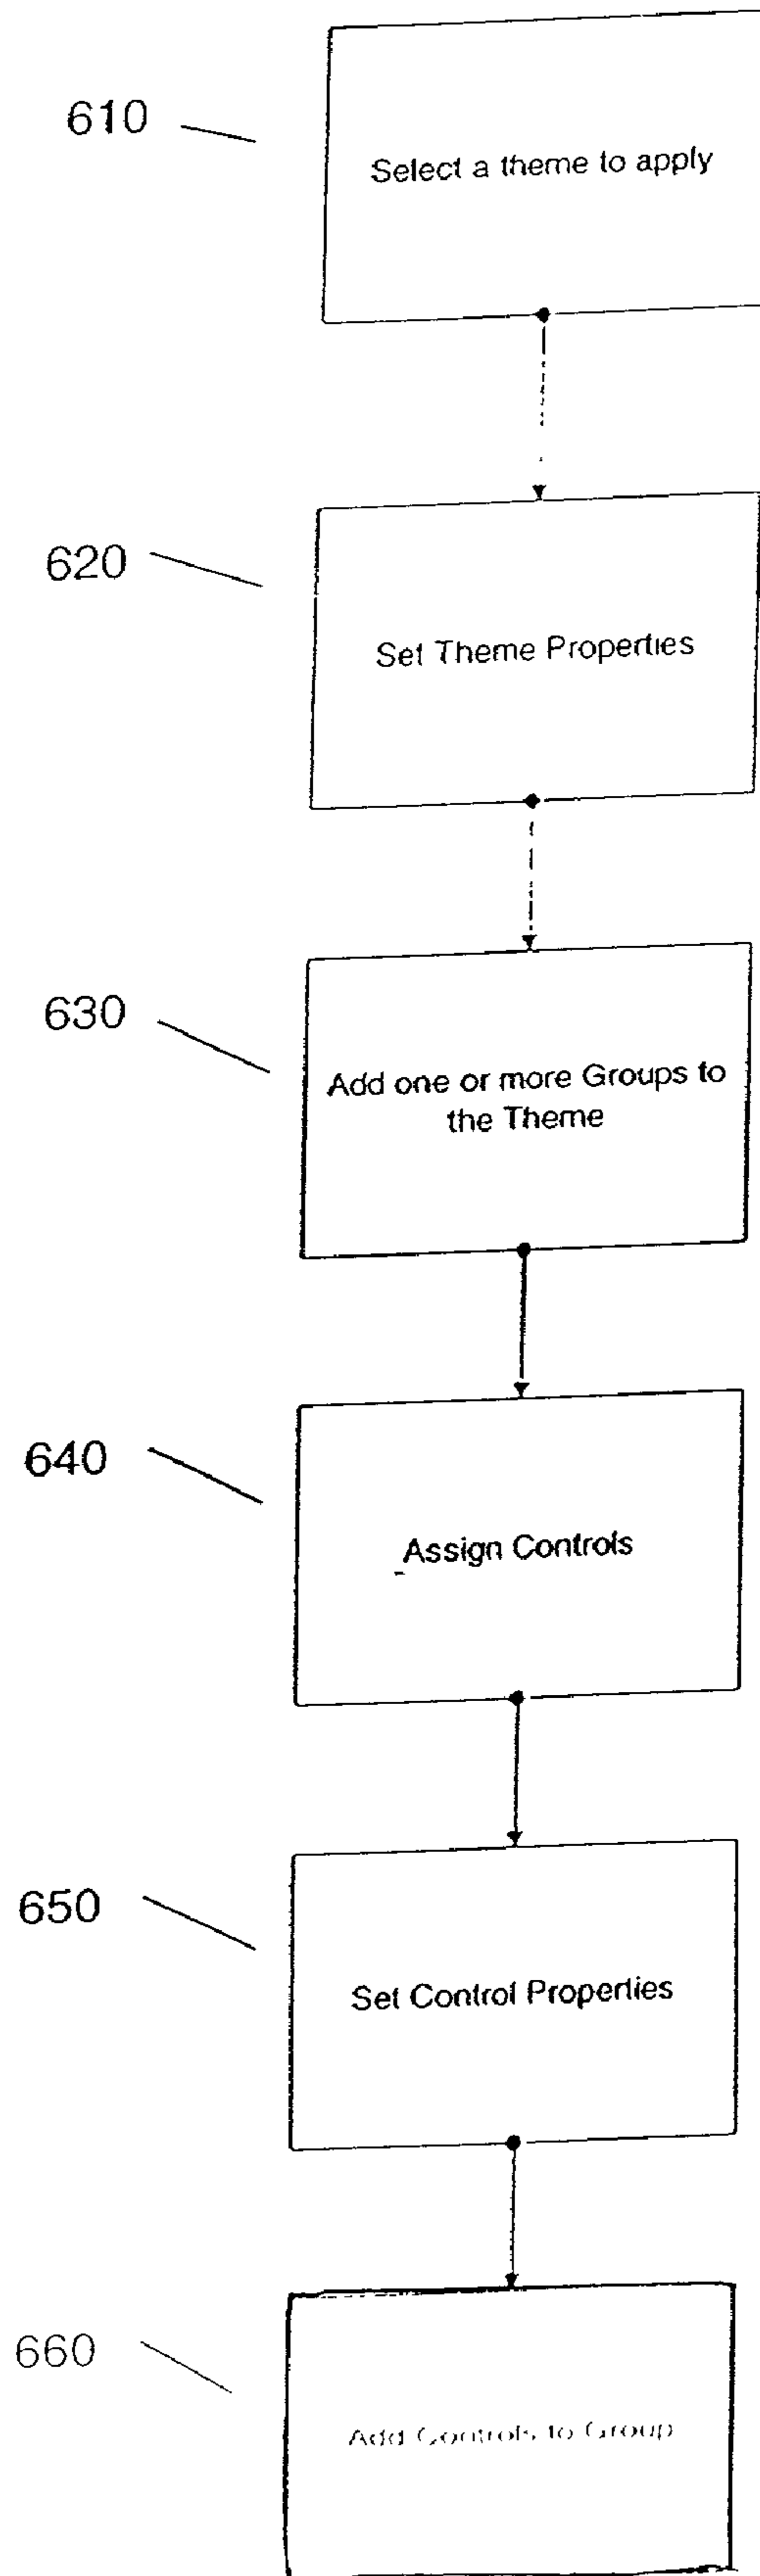 610
Select a theme to apply
620
Set Theme Properties
630
Add one or more Groups to
the Theme
640
Assign Controls
650
Set Control Properties
660
Add Controls to Group